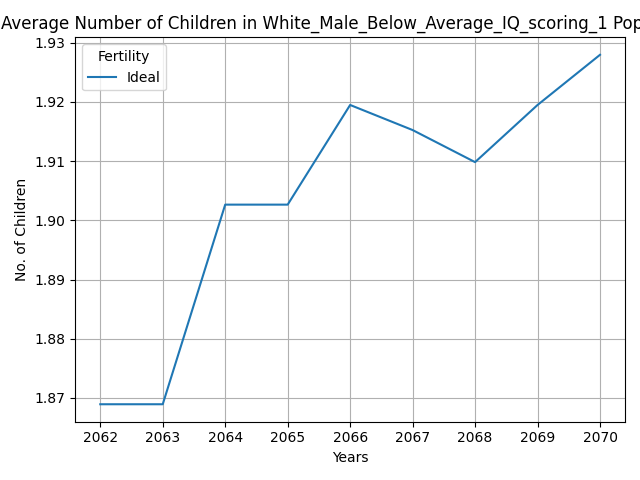 Average Number of Children in White_Male_Below_Average_IQ_scoring_1 Pop
1.93
1.92
1.91
1.90
1.89
1.88
1.87
No. of Children
Fertility
Ideal
2062 2063 2064 2065 2066 2067 2068 2069 2070
Years